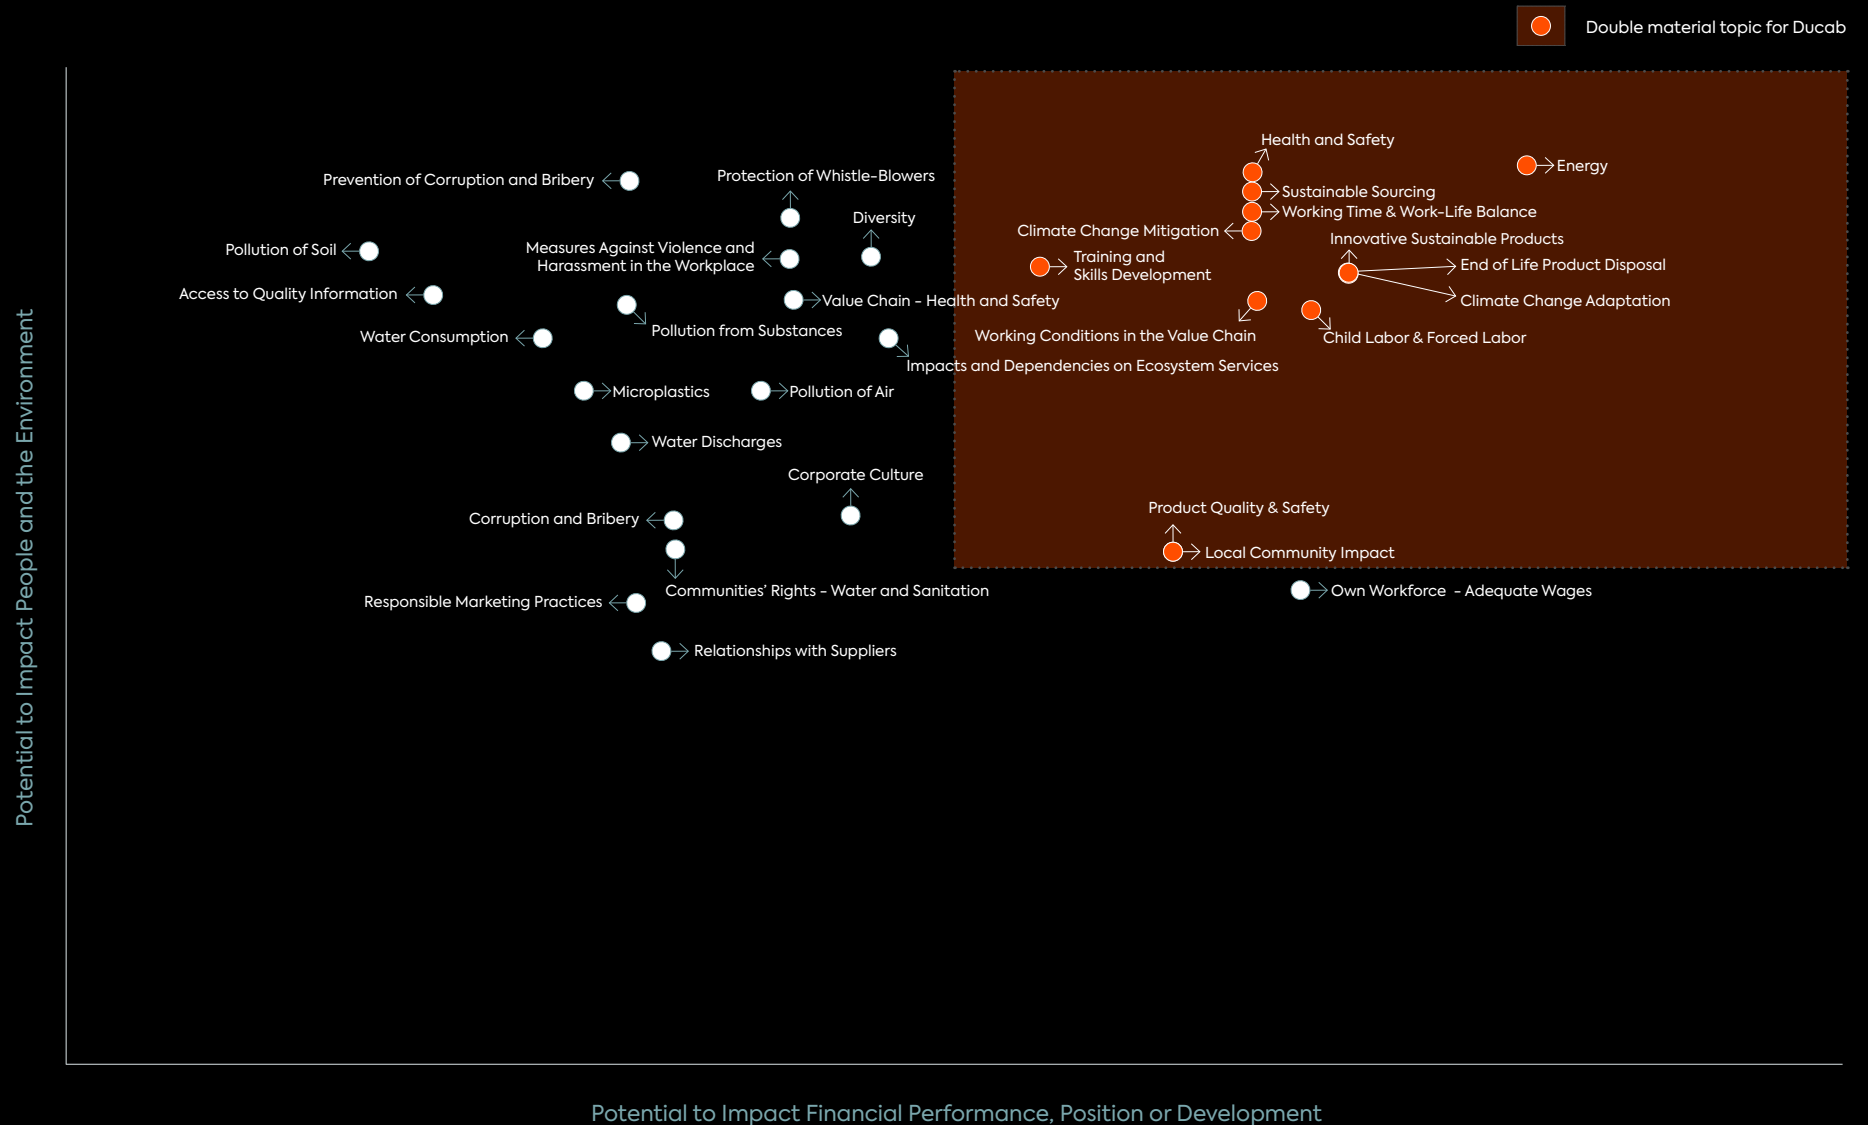 Double material topic for Ducab
Health and Safety
Energy
Prevention of Corruption and Bribery
Protection of Whistle-Blowers
Sustainable Sourcing
Working Time & Work-Life Balance
Diversity
Climate Change Mitigation
Innovative Sustainable Products
Pollution of Soil
Measures Against Violence and
Harassment in the Workplace
Training and
Skills Development
End of Life Product Disposal
Access to Quality Information
Value Chain - Health and Safety
Climate Change Adaptation
Pollution from Substances
Water Consumption
Working Conditions in the Value Chain
Child Labor & Forced Labor
Impacts and Dependencies on Ecosystem Services
Microplastics
Pollution of Air
Water Discharges
Corporate Culture
Product Quality & Safety
Corruption and Bribery
Local Community Impact
Communities' Rights - Water and Sanitation
Own Workforce - Adequate Wages
Responsible Marketing Practices
Relationships with Suppliers
Potential to Impact People and the Environment
Potential to Impact Financial Performance, Position or Development